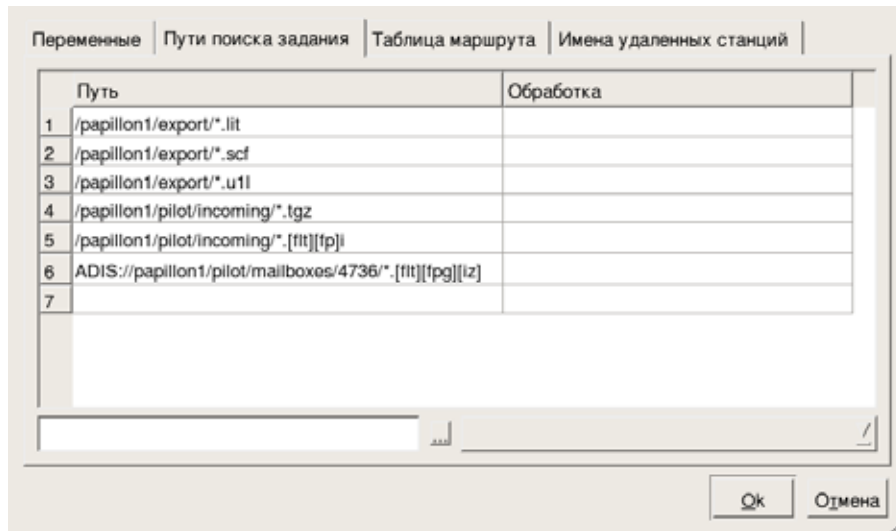 Переменные Пути поиска задания Таблица маршрута Имена удаленных станций
Путь Обработка
1 /papillon1/export/*.lit
2 /papillon1/export/*.scf
3 /papillon1/export/*.u1l
4 /papillon1/pilot/incoming/*.tgz
5 /papillon1/pilot/incoming/*.[flt][fp]i
6 ADIS://papillon1/pilot/mailboxes/4736/*.[flt][fpg][iz]
7
...
Ok Отмена